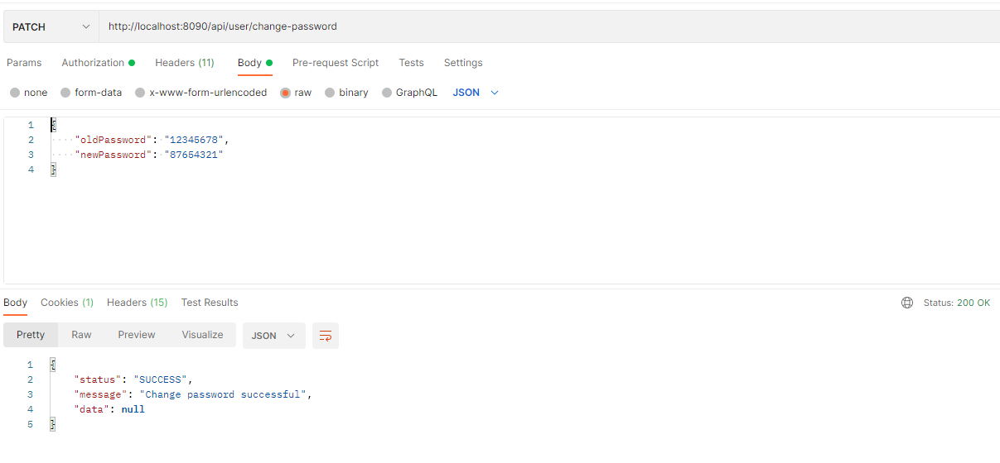 PATCH http://localhost:8090/api/user/change-password
Params Authorization Headers (11) Body Pre-request Script Tests Settings
none form-data x-www-form-urlencoded raw binary GraphQL JSON
1 {
2 "oldPassword": "12345678",
3 "newPassword": "87654321"
4 }
Body Cookies (1) Headers (15) Test Results Status: 200 OK
Pretty Raw Preview Visualize JSON
1 {
2 "status": "SUCCESS",
3 "message": "Change password successful",
4 "data": null
5 }